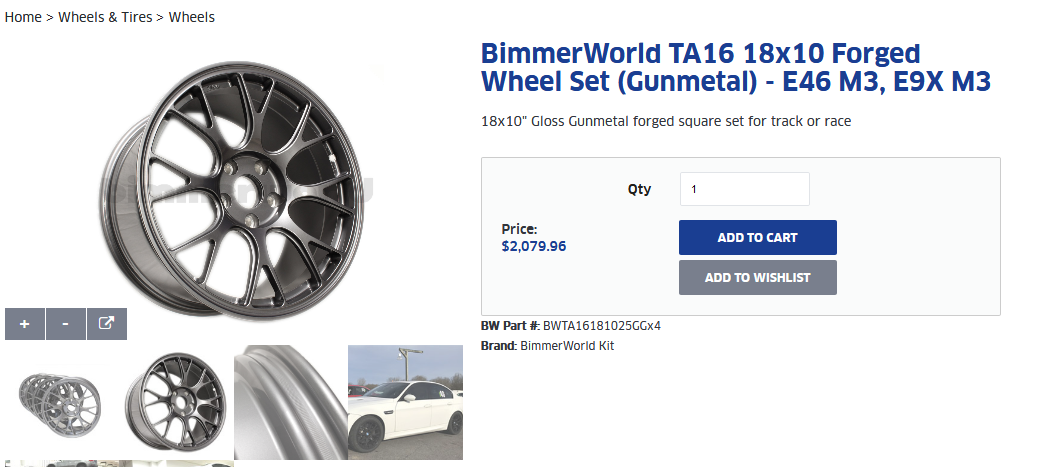 Home > Wheels & Tires > Wheels
BimmerWorld TA16 18x10 Forged
Wheel Set (Gunmetal) - E46 M3, E9X M3
18x10" Gloss Gunmetal forged square set for track or race
Qty 1
Price:
$2,079.96
ADD TO CART
ADD TO WISHLIST
+ -
BW Part #: BWTA16181025GGx4
Brand: BimmerWorld Kit